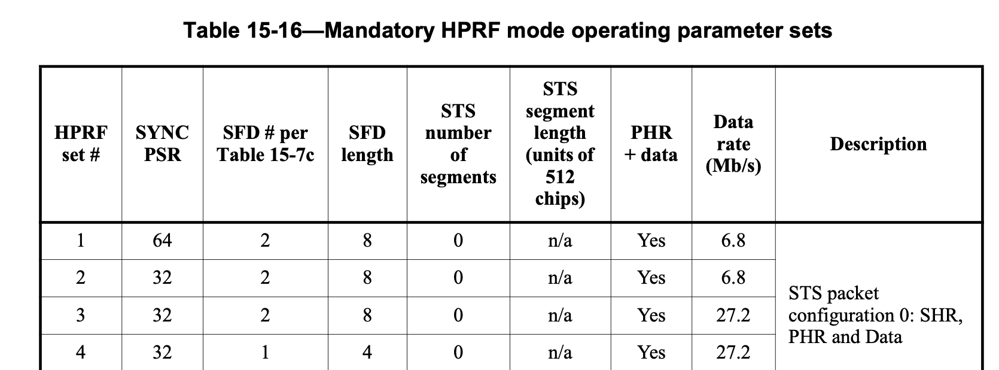 Table 15-16—Mandatory HPRF mode operating parameter sets
HPRF set #
SYNC PSR
SFD # per Table 15-7c
SFD length
STS number of segments
STS segment length (units of 512 chips)
PHR + data
Data rate (Mb/s)
Description
1 64 2 8 0 n/a Yes 6.8
2 32 2 8 0 n/a Yes 6.8
3 32 2 8 0 n/a Yes 27.2
4 32 1 4 0 n/a Yes 27.2
STS packet
configuration 0: SHR,
PHR and Data